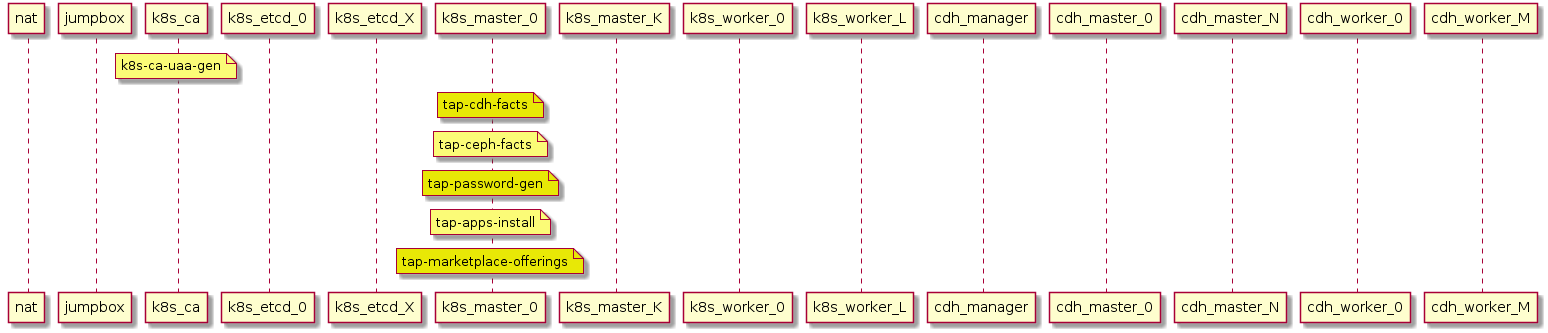 nat jumpbox k8s_ca k8s_etcd_0 k8s_etcd_X k8s_master_0 k8s_master_K k8s_worker_0 k8s_worker_L cdh_manager cdh_master_0 cdh_master_N cdh_worker_0 cdh_worker_M
k8s-ca-uaa-gen
tap-cdh-facts
tap-ceph-facts
tap-password-gen
tap-apps-install
tap-marketplace-offerings
nat jumpbox k8s_ca k8s_etcd_0 k8s_etcd_X k8s_master_0 k8s_master_K k8s_worker_0 k8s_worker_L cdh_manager cdh_master_0 cdh_master_N cdh_worker_0 cdh_worker_M